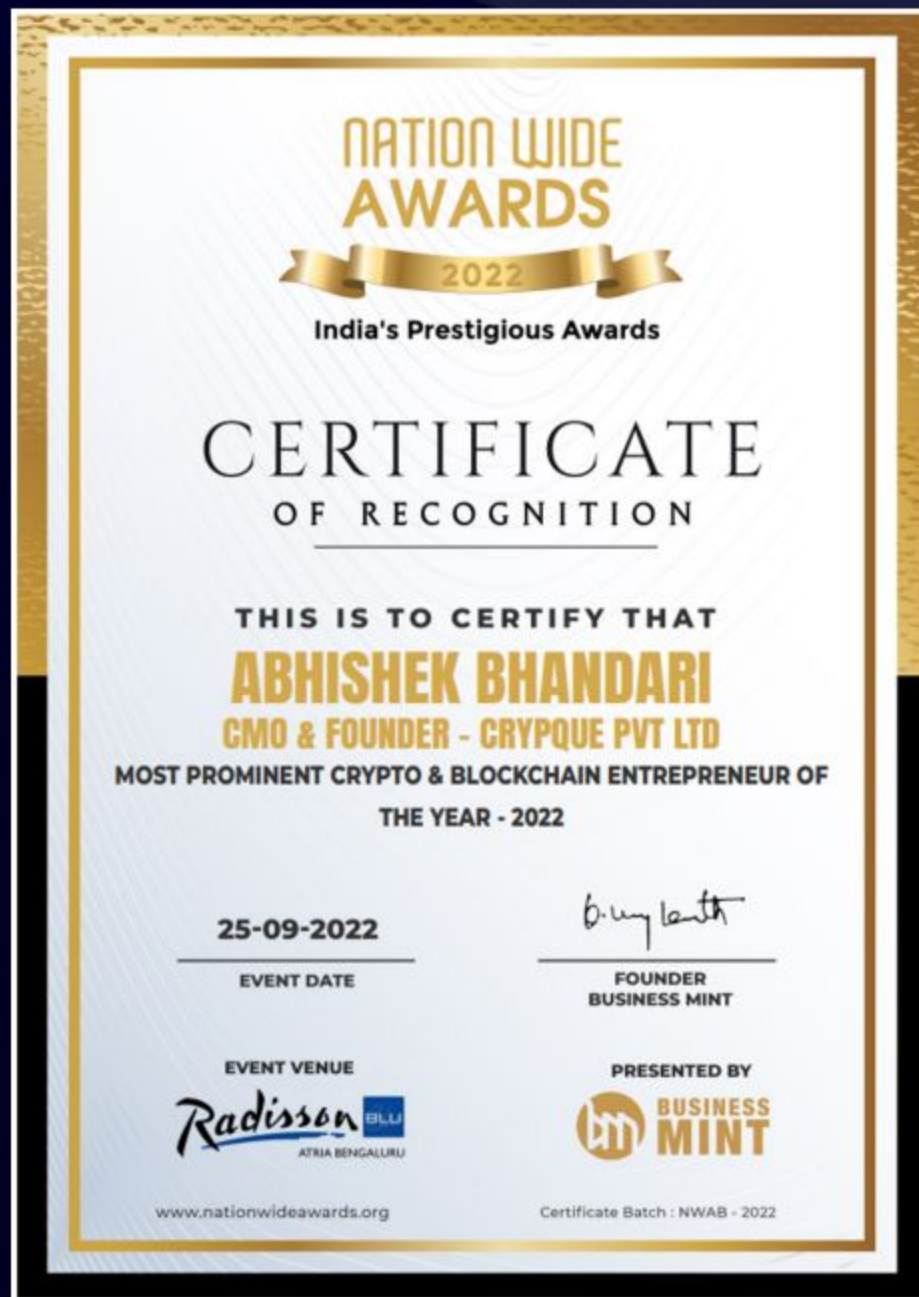 NATION WIDE
AWARDS
2022
India's Prestigious Awards
CERTIFICATE
OF RECOGNITION
THIS IS TO CERTIFY THAT
ABHISHEK BHANDARI
CMO & FOUNDER - CRYPQUE PVT LTD
MOST PROMINENT CRYPTO & BLOCKCHAIN ENTREPRENEUR OF
THE YEAR - 2022
25-09-2022
EVENT DATE
FOUNDER
BUSINESS MINT
EVENT VENUE
Radisson BLU
ATRIA BENGALURU
PRESENTED BY
bm BUSINESS
MINT
www.nationwideawards.org
Certificate Batch : NWAB - 2022